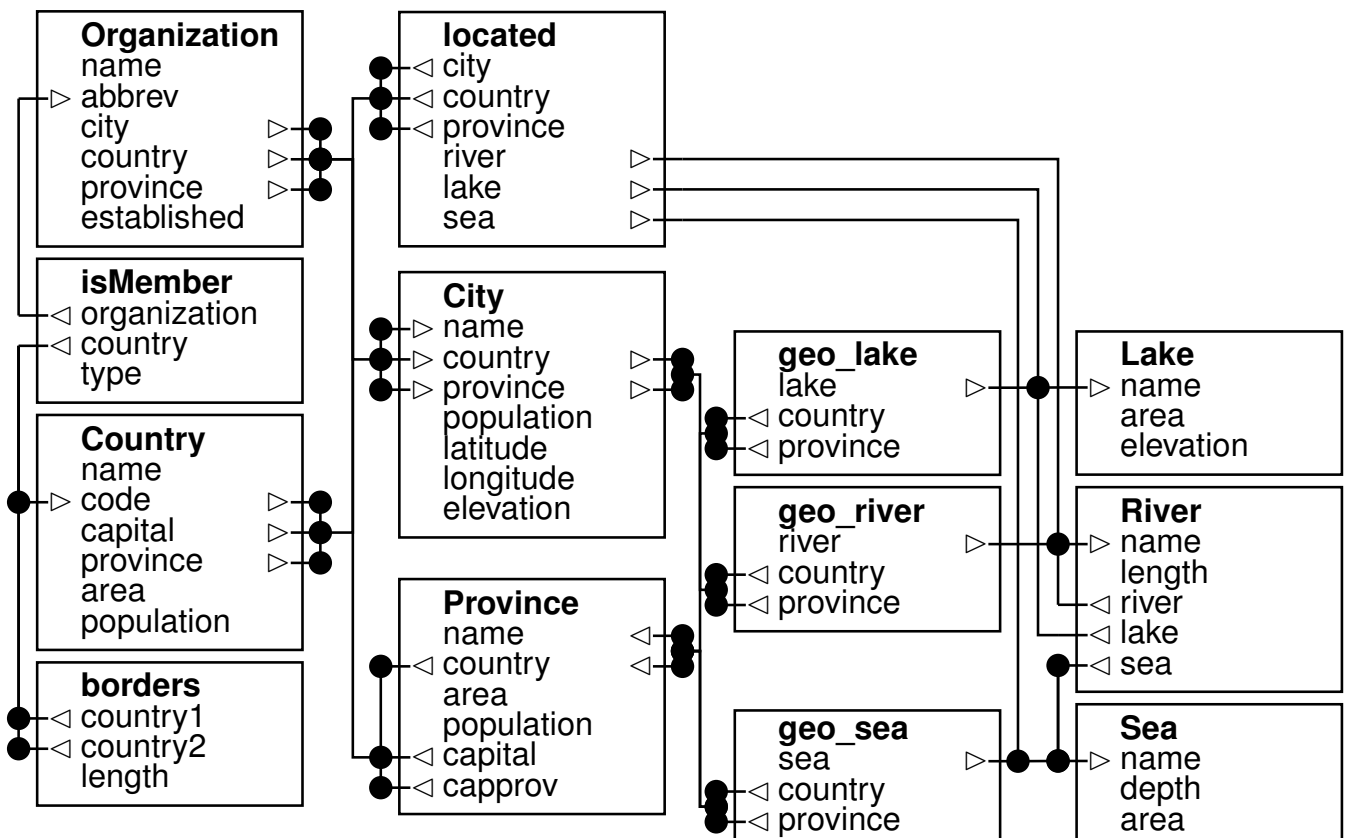 Organization
name
abbrev
city
country
province
established
isMember
organization
country
type
Country
name
code
capital
province
area
population
borders
country1
country2
length
located
city
country
province
river
lake
sea
City
name
country
province
population
latitude
longitude
elevation
Province
name
country
area
population
capital
capprov
geo_lake
lake
country
province
geo_river
river
country
province
geo_sea
sea
country
province
Lake
name
area
elevation
River
name
length
river
lake
sea
Sea
name
depth
area